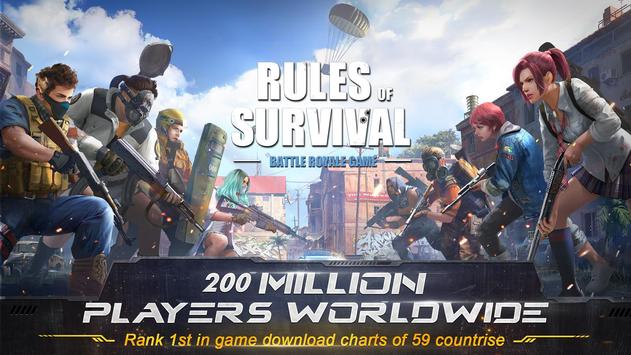 RULES OF
SURVIVAL
BATTLE ROYALE GAME
200 MILLION
PLAYERS WORLDWIDE
Rank 1st in game download charts of 59 countrise